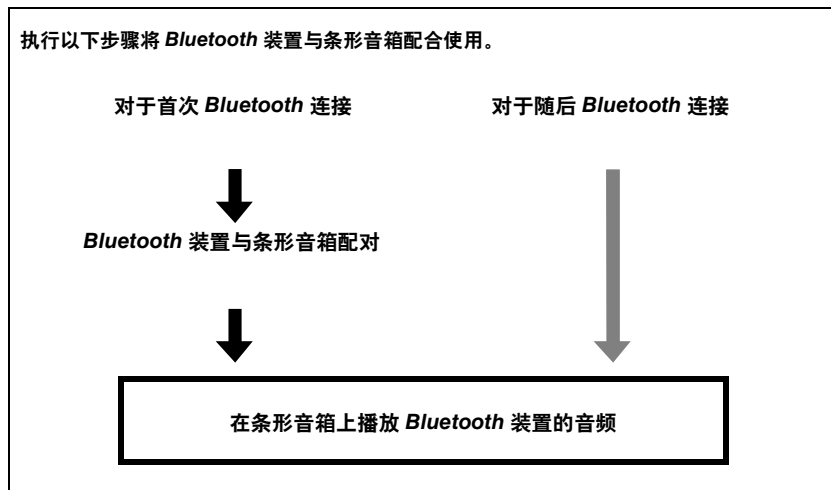 执行以下步骤将 Bluetooth 装置与条形音箱配合使用。
对于首次 Bluetooth 连接
对于随后 Bluetooth 连接
Bluetooth 装置与条形音箱配对
在条形音箱上播放 Bluetooth 装置的音频